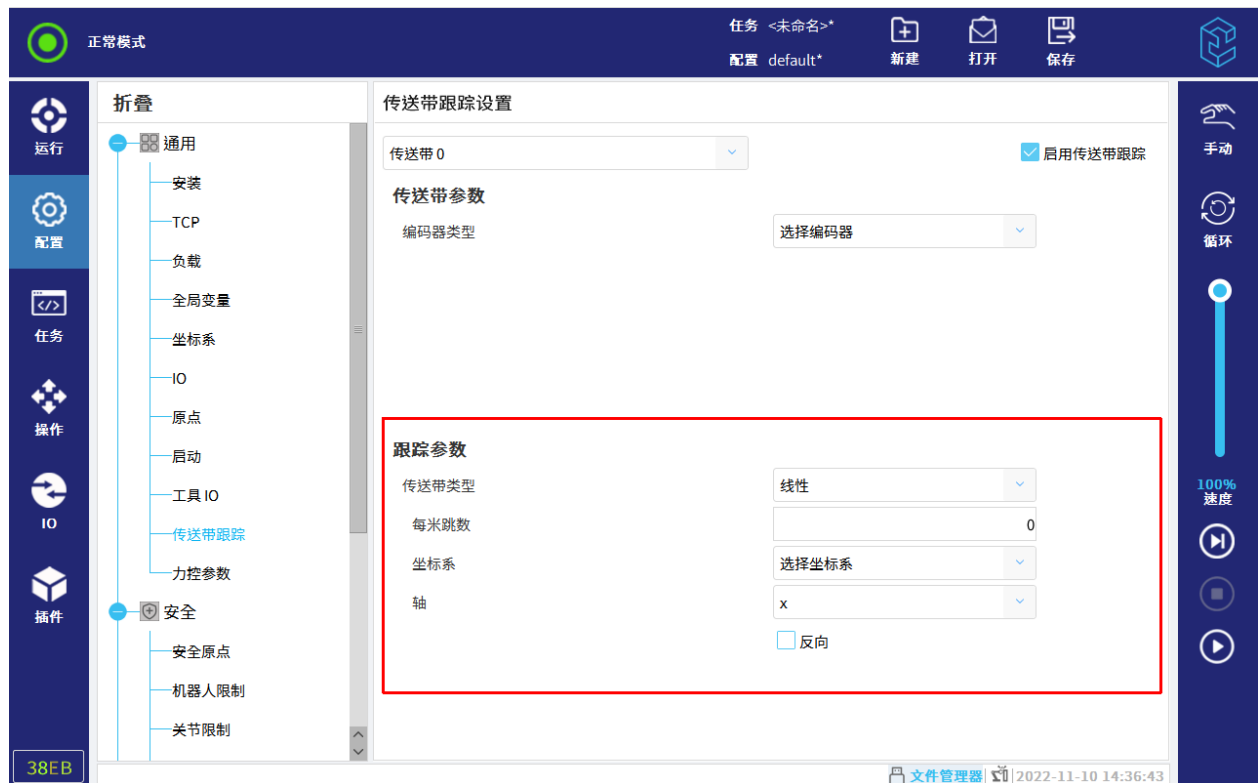 正常模式
任务 <未命名>*
配置 default*
新建
打开
保存
运行
配置
任务
操作
IO
插件
38EB
折叠
通用
安装
TCP
负载
全局变量
坐标系
IO
原点
启动
工具 IO
传送带跟踪
力控参数
安全
安全原点
机器人限制
关节限制
传送带跟踪设置
传送带 0
启用传送带跟踪
传送带参数
编码器类型 选择编码器
跟踪参数
传送带类型 线性
每米跳数 0
坐标系 选择坐标系
轴 x
反向
手动
循环
100%
速度
文件管理器 2022-11-10 14:36:43